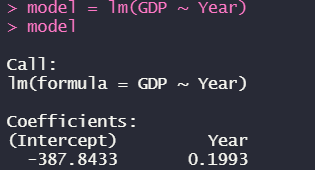 > model = lm(GDP ~ Year)
> model
Call:
lm(formula = GDP ~ Year)
Coefficients:
(Intercept) Year
-387.8433 0.1993